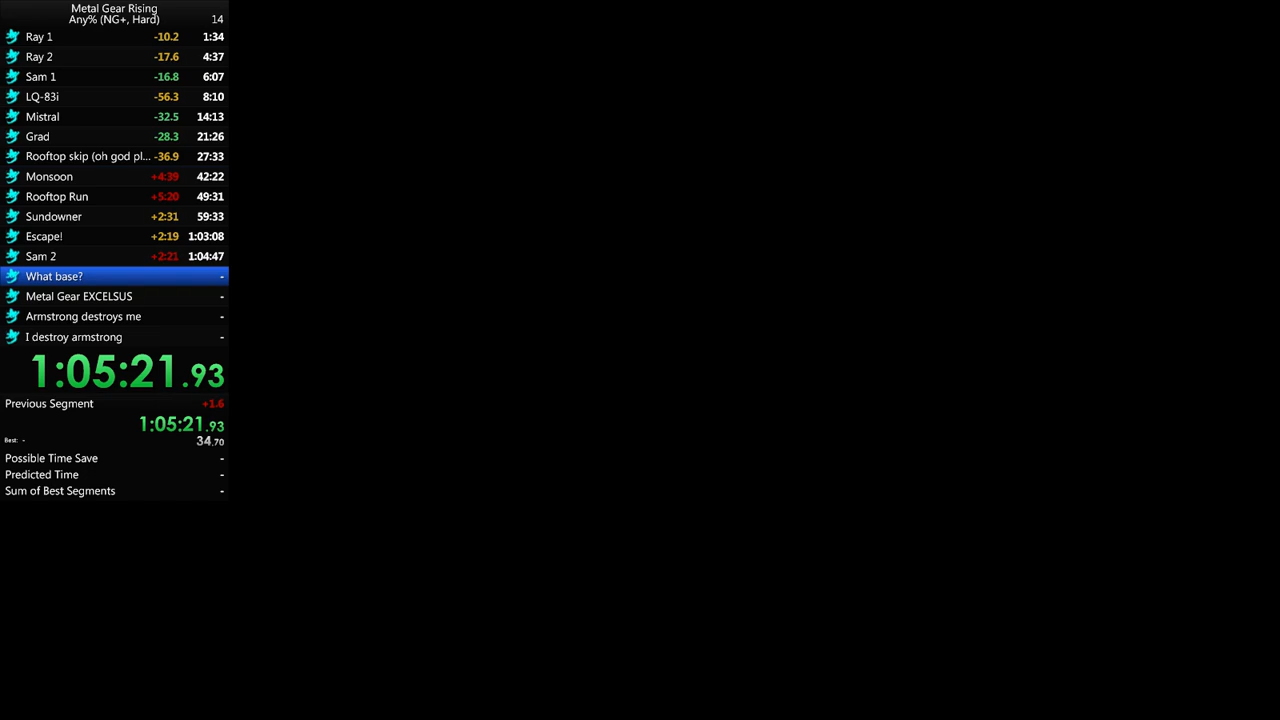 Metal Gear Rising
Any% (NG+, Hard) 14
Ray 1 -10.2 1:34
Ray 2 -17.6 4:37
Sam 1 -16.8 6:07
LQ-83i -56.3 8:10
Mistral -32.5 14:13
Grad -28.3 21:26
Rooftop skip (oh god pl... -36.9 27:33
Monsoon +4:39 42:22
Rooftop Run +5:20 49:31
Sundowner +2:31 59:33
Escape! +2:19 1:03:08
Sam 2 +2:21 1:04:47
What base? -
Metal Gear EXCELSUS -
Armstrong destroys me -
I destroy armstrong -
1:05:21.93
Previous Segment +1.6
1:05:21.93
Best: - 34.70
Possible Time Save -
Predicted Time -
Sum of Best Segments -